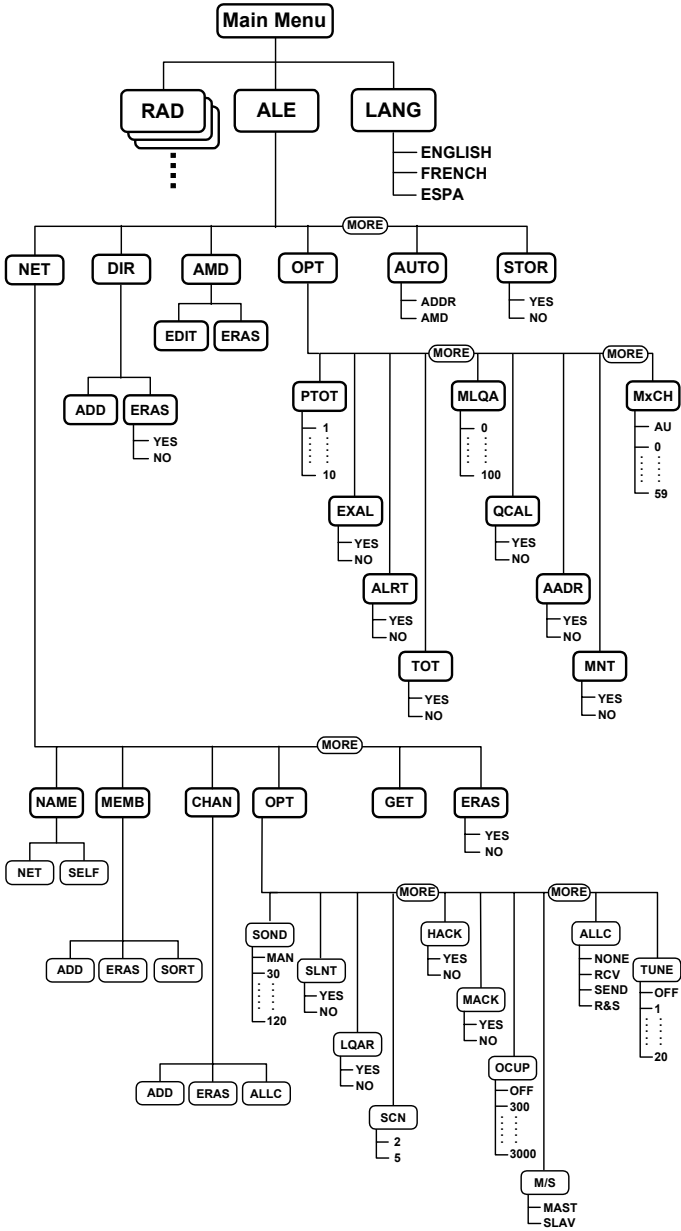 Main Menu
RAD
ALE
LANG
ENGLISH
FRENCH
ESPA
MORE
NET
DIR
AMD
OPT
AUTO
STOR
ADDR
AMD
YES
NO
EDIT
ERAS
MORE
MORE
ADD
ERAS
YES
NO
PTOT
1
10
MLQA
0
100
MxCH
AU
0
59
EXAL
YES
NO
QCAL
YES
NO
ALRT
YES
NO
AADR
YES
NO
TOT
YES
NO
MNT
YES
NO
MORE
NAME
MEMB
CHAN
OPT
GET
ERAS
YES
NO
NET
SELF
MORE
MORE
SOND
MAN
30
120
HACK
YES
NO
ALLC
NONE
RCV
SEND
R&S
ADD
ERAS
SORT
SLNT
YES
NO
MACK
YES
NO
TUNE
OFF
1
20
LQAR
YES
NO
OCUP
OFF
300
3000
ADD
ERAS
ALLC
SCN
2
5
M/S
MAST
SLAV